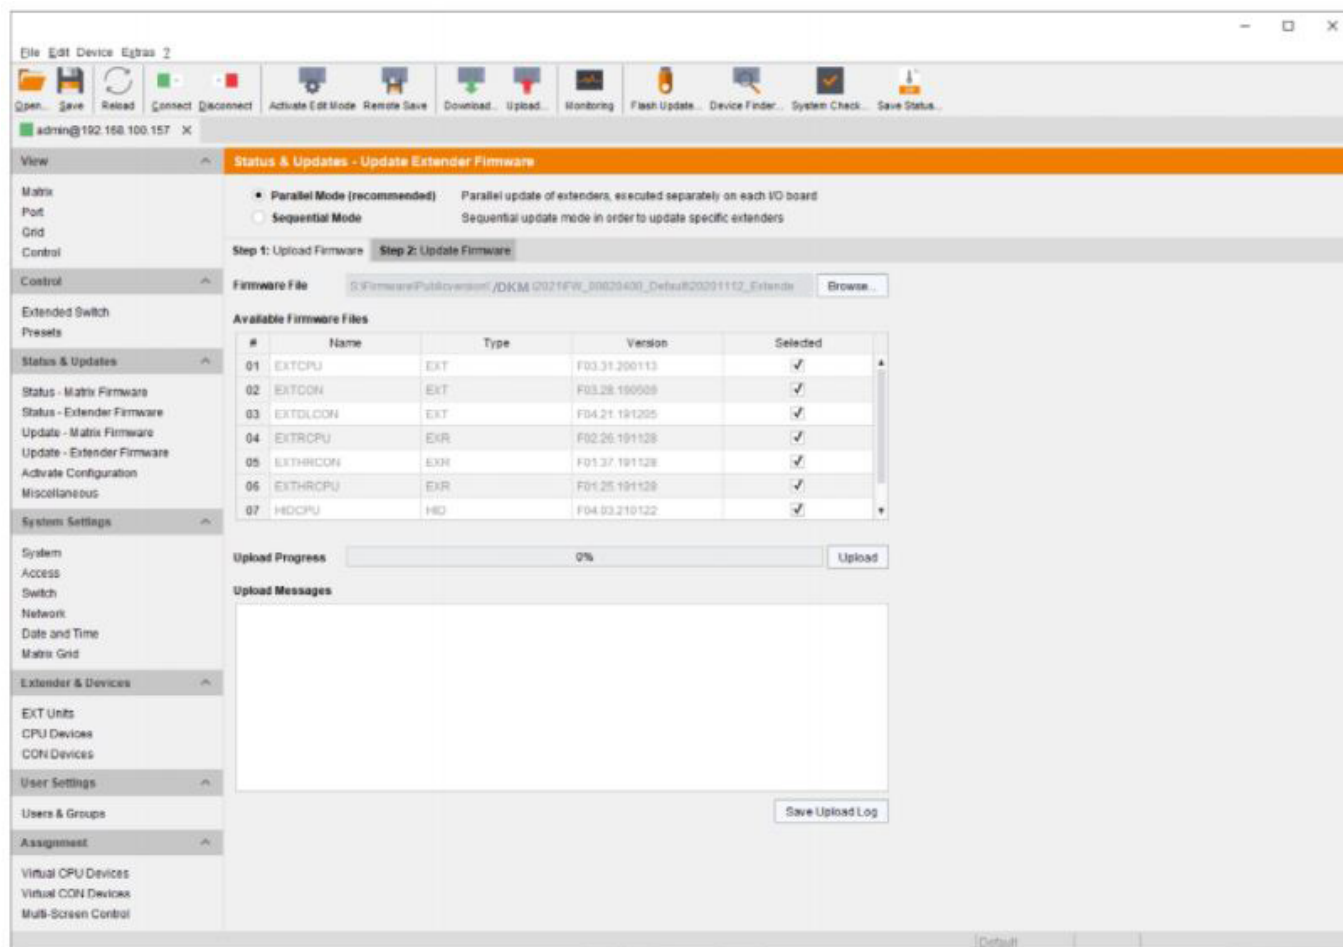 File Edit Device Extras ?
Open... Save Reload Connect Disconnect Activate Edit Mode Remote Save Download... Upload... Monitoring Flash Update... Device Finder... System Check... Save Status...
admin@192.168.100.157 X
View
Matrix
Port
Grid
Control
Control
Extended Switch
Presets
Status & Updates
Status - Matrix Firmware
Status - Extender Firmware
Update - Matrix Firmware
Update - Extender Firmware
Activate Configuration
Miscellaneous
System Settings
System
Access
Switch
Network
Date and Time
Matrix Grid
Extender & Devices
EXT Units
CPU Devices
CON Devices
User Settings
Users & Groups
Assignment
Virtual CPU Devices
Virtual CON Devices
Multi-Screen Control
Status & Updates - Update Extender Firmware
Parallel Mode (recommended) Parallel update of extenders, executed separately on each I/O board
Sequential Mode Sequential update mode in order to update specific extenders
Step 1: Upload Firmware Step 2: Update Firmware
Firmware File S:\Firmware\Publicversion\ /DKM \2021\FW_00020400_Default\20201112_Extende Browse...
Available Firmware Files
# Name Type Version Selected
01 EXTCPU EXT F03.31.200113
02 EXTCON EXT F03.28.190509
03 EXTDLCON EXT F04.21.191205
04 EXTRCPU EXR F02.26.191128
05 EXTHRCON EXR F01.37.191128
06 EXTHRCPU EXR F01.25.191128
07 HIDCPU HID F04.03.210122
Upload Progress 0% Upload
Upload Messages
Save Upload Log
Default